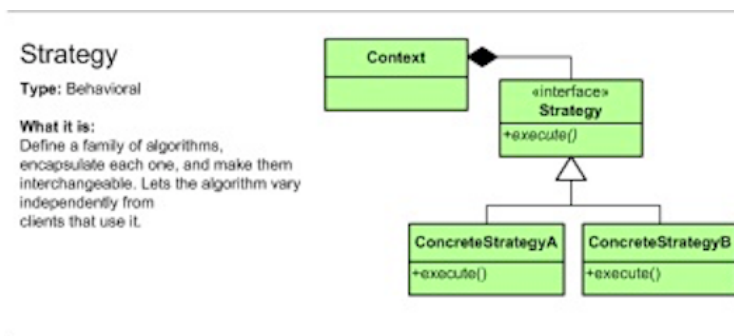 Strategy
Type: Behavioral
What it is:
Define a family of algorithms,
encapsulate each one, and make them
interchangeable. Lets the algorithm vary
independently from
clients that use it.
Context
«interface»
Strategy
+execute()
ConcreteStrategyA
+execute()
ConcreteStrategyB
+execute()